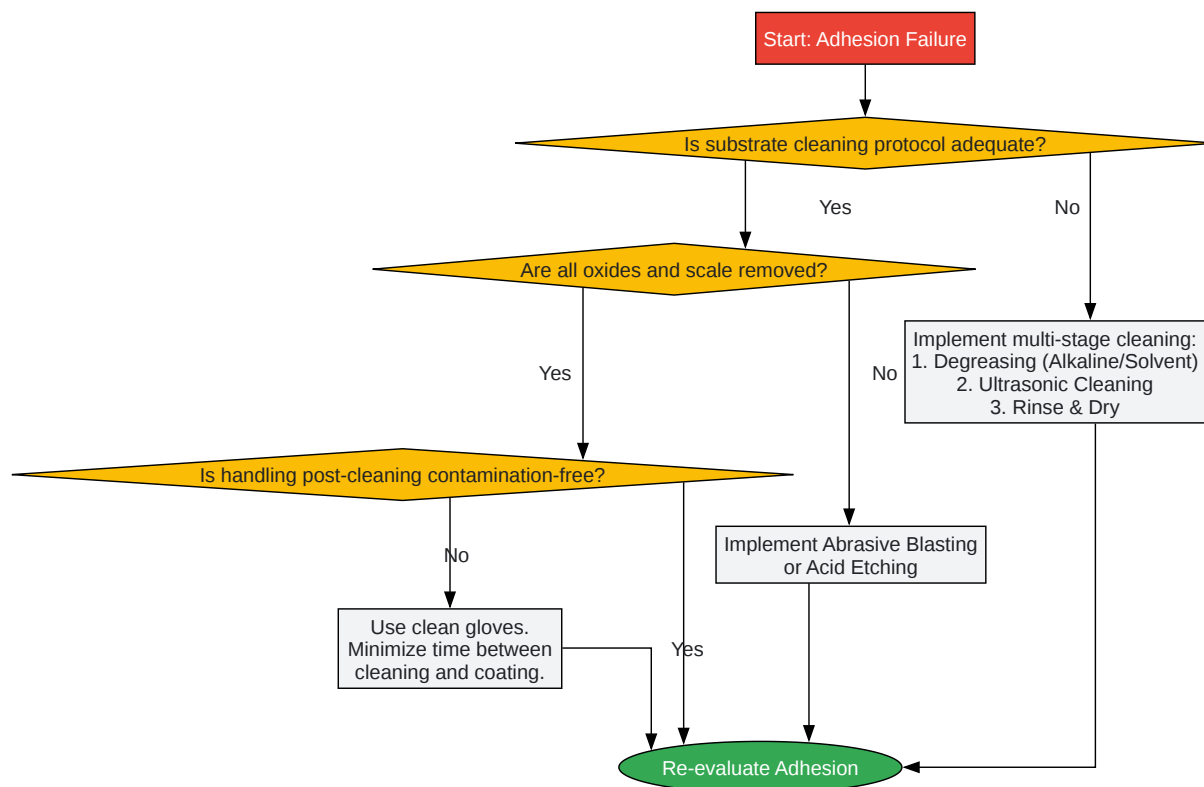 Start: Adhesion Failure
Is substrate cleaning protocol adequate?
Yes
No
Are all oxides and scale removed?
Implement multi-stage cleaning:
1. Degreasing (Alkaline/Solvent)
2. Ultrasonic Cleaning
3. Rinse & Dry
Yes
No
Is handling post-cleaning contamination-free?
Implement Abrasive Blasting
or Acid Etching
No
Use clean gloves.
Minimize time between
cleaning and coating.
Yes
Re-evaluate Adhesion